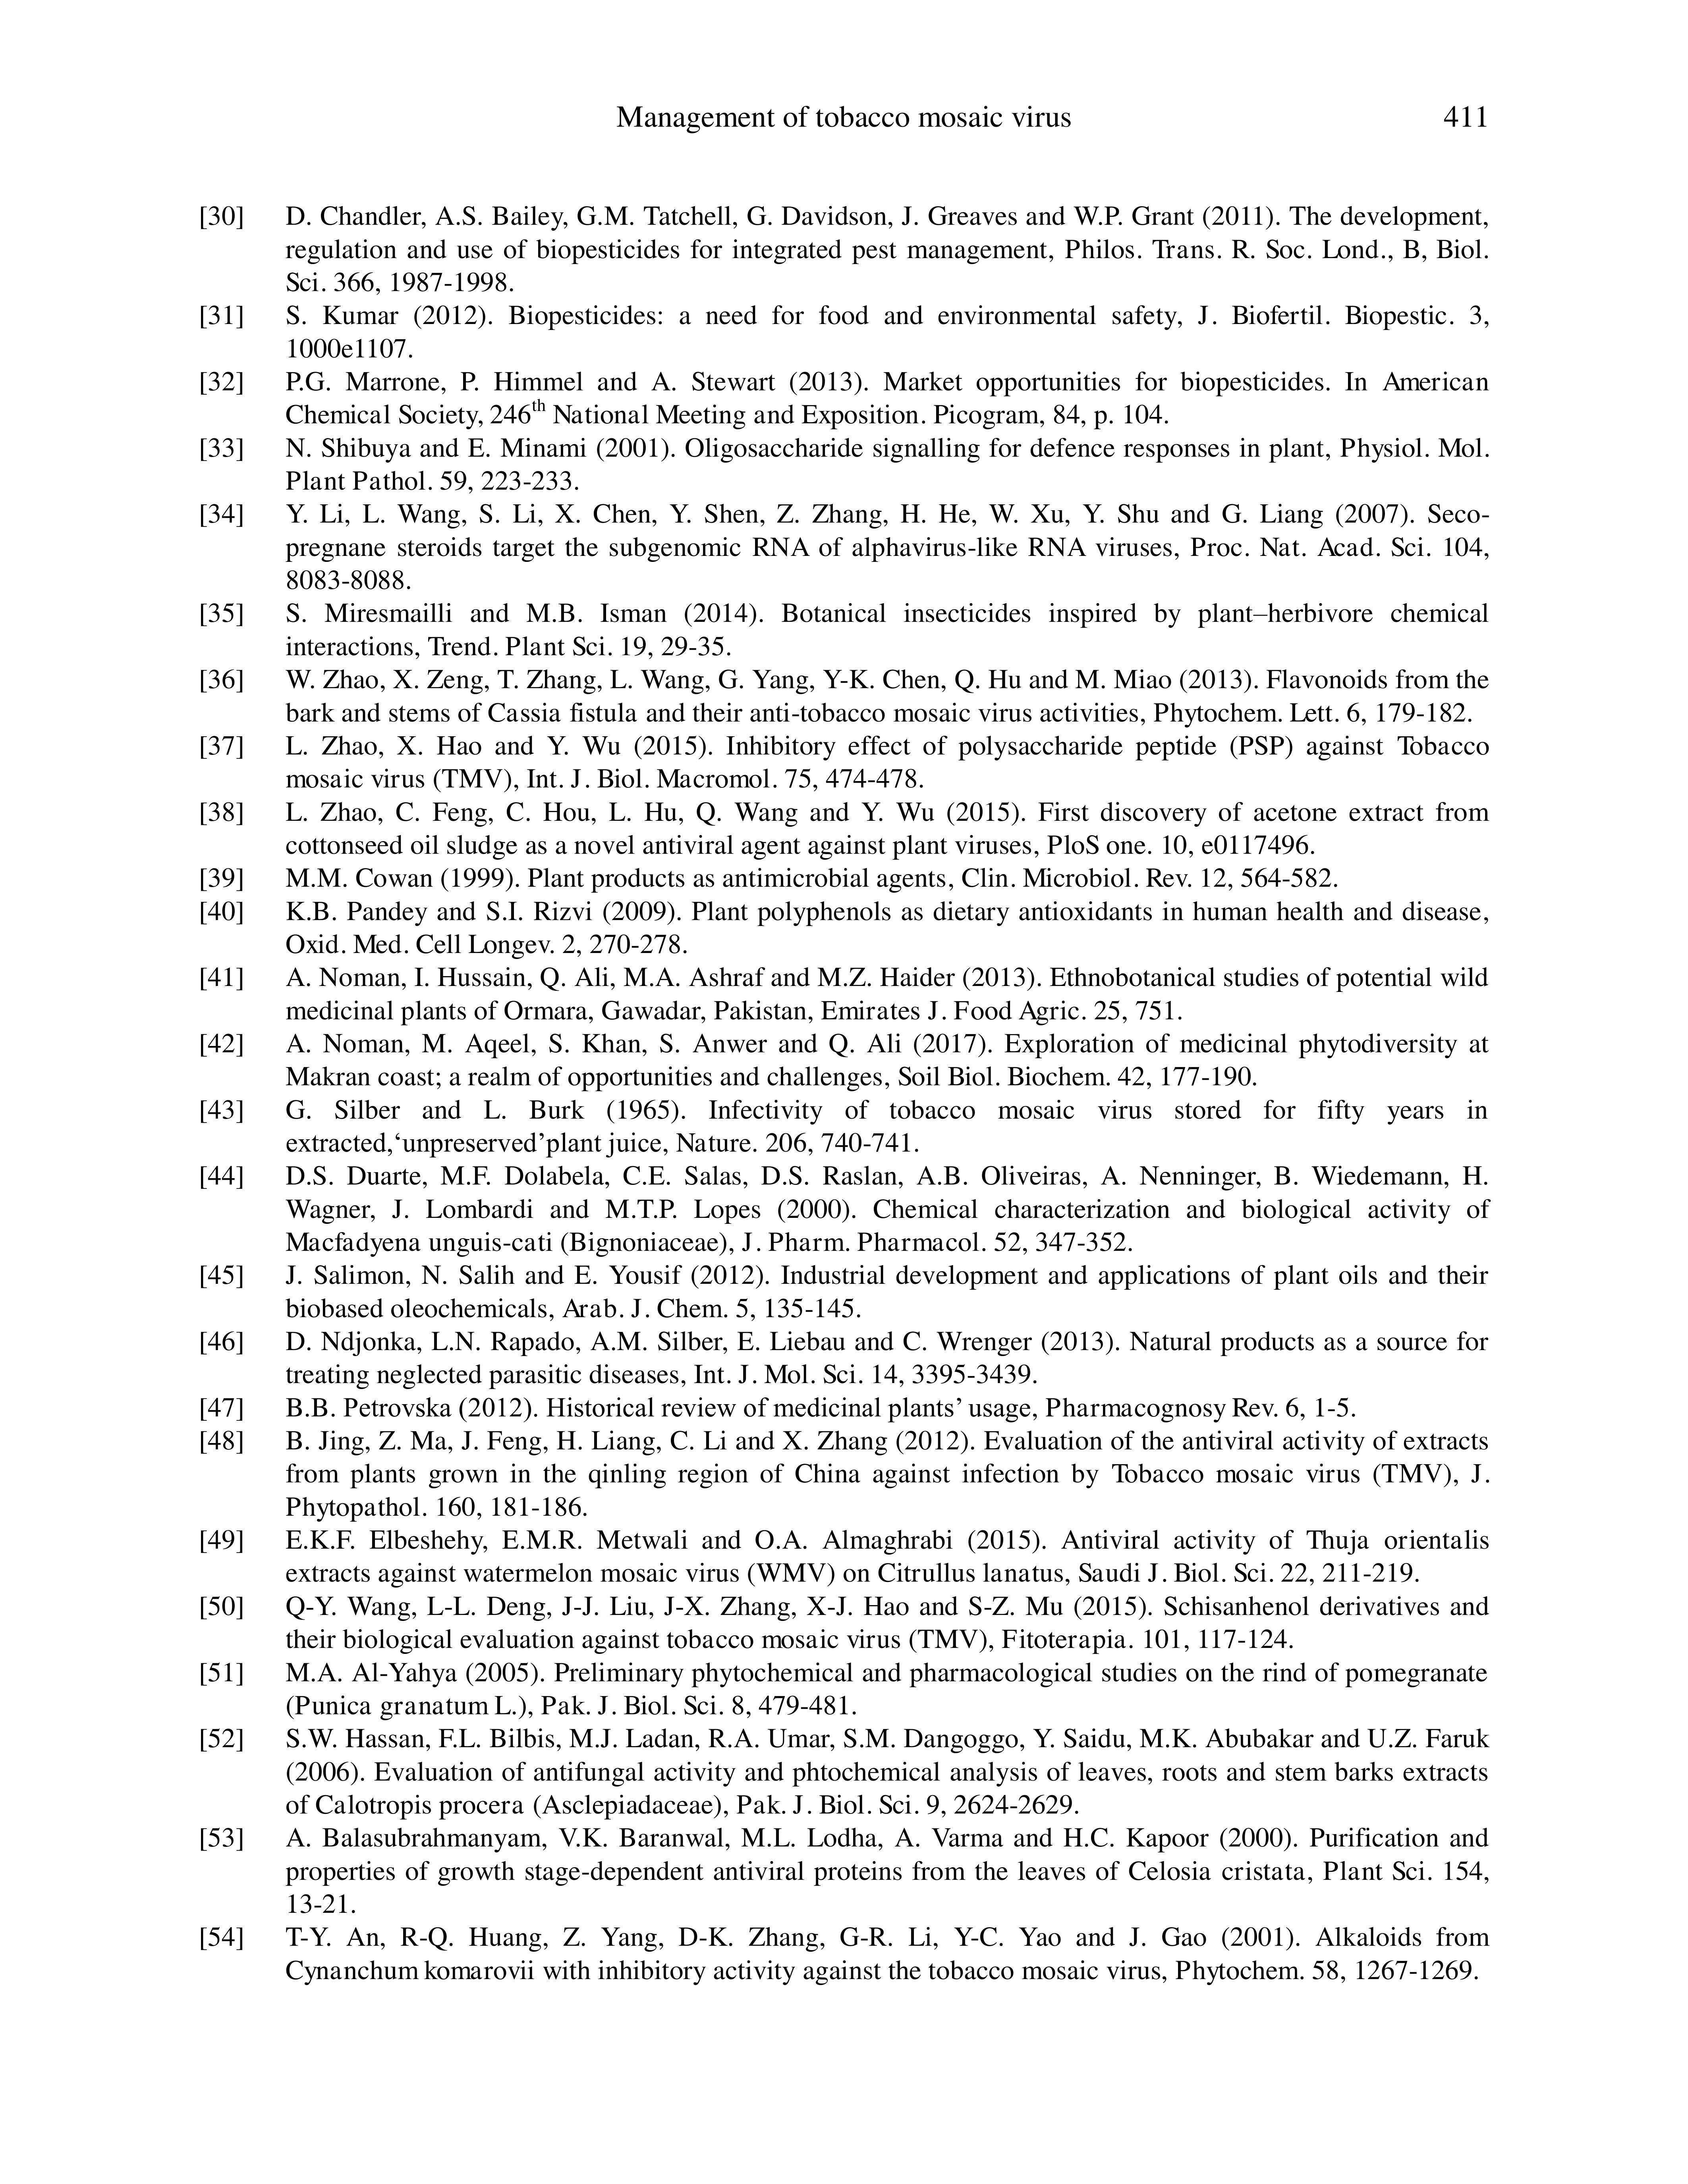 Management of tobacco mosaic virus 411
[30] D. Chandler, A.S. Bailey, G.M. Tatchell, G. Davidson, J. Greaves and W.P. Grant (2011). The development,
regulation and use of biopesticides for integrated pest management, Philos. Trans. R. Soc. Lond., B, Biol.
Sci. 366, 1987-1998.
[31] S. Kumar (2012). Biopesticides: a need for food and environmental safety, J. Biofertil. Biopestic. 3,
1000e1107.
[32] P.G. Marrone, P. Himmel and A. Stewart (2013). Market opportunities for biopesticides. In American
Chemical Society, 246th National Meeting and Exposition. Picogram, 84, p. 104.
[33] N. Shibuya and E. Minami (2001). Oligosaccharide signalling for defence responses in plant, Physiol. Mol.
Plant Pathol. 59, 223-233.
[34] Y. Li, L. Wang, S. Li, X. Chen, Y. Shen, Z. Zhang, H. He, W. Xu, Y. Shu and G. Liang (2007). Seco-
pregnane steroids target the subgenomic RNA of alphavirus-like RNA viruses, Proc. Nat. Acad. Sci. 104,
8083-8088.
[35] S. Miresmailli and M.B. Isman (2014). Botanical insecticides inspired by plant–herbivore chemical
interactions, Trend. Plant Sci. 19, 29-35.
[36] W. Zhao, X. Zeng, T. Zhang, L. Wang, G. Yang, Y-K. Chen, Q. Hu and M. Miao (2013). Flavonoids from the
bark and stems of Cassia fistula and their anti-tobacco mosaic virus activities, Phytochem. Lett. 6, 179-182.
[37] L. Zhao, X. Hao and Y. Wu (2015). Inhibitory effect of polysaccharide peptide (PSP) against Tobacco
mosaic virus (TMV), Int. J. Biol. Macromol. 75, 474-478.
[38] L. Zhao, C. Feng, C. Hou, L. Hu, Q. Wang and Y. Wu (2015). First discovery of acetone extract from
cottonseed oil sludge as a novel antiviral agent against plant viruses, PloS one. 10, e0117496.
[39] M.M. Cowan (1999). Plant products as antimicrobial agents, Clin. Microbiol. Rev. 12, 564-582.
[40] K.B. Pandey and S.I. Rizvi (2009). Plant polyphenols as dietary antioxidants in human health and disease,
Oxid. Med. Cell Longev. 2, 270-278.
[41] A. Noman, I. Hussain, Q. Ali, M.A. Ashraf and M.Z. Haider (2013). Ethnobotanical studies of potential wild
medicinal plants of Ormara, Gawadar, Pakistan, Emirates J. Food Agric. 25, 751.
[42] A. Noman, M. Aqeel, S. Khan, S. Anwer and Q. Ali (2017). Exploration of medicinal phytodiversity at
Makran coast; a realm of opportunities and challenges, Soil Biol. Biochem. 42, 177-190.
[43] G. Silber and L. Burk (1965). Infectivity of tobacco mosaic virus stored for fifty years in
extracted,‘unpreserved’plant juice, Nature. 206, 740-741.
[44] D.S. Duarte, M.F. Dolabela, C.E. Salas, D.S. Raslan, A.B. Oliveiras, A. Nenninger, B. Wiedemann, H.
Wagner, J. Lombardi and M.T.P. Lopes (2000). Chemical characterization and biological activity of
Macfadyena unguis-cati (Bignoniaceae), J. Pharm. Pharmacol. 52, 347-352.
[45] J. Salimon, N. Salih and E. Yousif (2012). Industrial development and applications of plant oils and their
biobased oleochemicals, Arab. J. Chem. 5, 135-145.
[46] D. Ndjonka, L.N. Rapado, A.M. Silber, E. Liebau and C. Wrenger (2013). Natural products as a source for
treating neglected parasitic diseases, Int. J. Mol. Sci. 14, 3395-3439.
[47] B.B. Petrovska (2012). Historical review of medicinal plants’ usage, Pharmacognosy Rev. 6, 1-5.
[48] B. Jing, Z. Ma, J. Feng, H. Liang, C. Li and X. Zhang (2012). Evaluation of the antiviral activity of extracts
from plants grown in the qinling region of China against infection by Tobacco mosaic virus (TMV), J.
Phytopathol. 160, 181-186.
[49] E.K.F. Elbeshehy, E.M.R. Metwali and O.A. Almaghrabi (2015). Antiviral activity of Thuja orientalis
extracts against watermelon mosaic virus (WMV) on Citrullus lanatus, Saudi J. Biol. Sci. 22, 211-219.
[50] Q-Y. Wang, L-L. Deng, J-J. Liu, J-X. Zhang, X-J. Hao and S-Z. Mu (2015). Schisanhenol derivatives and
their biological evaluation against tobacco mosaic virus (TMV), Fitoterapia. 101, 117-124.
[51] M.A. Al-Yahya (2005). Preliminary phytochemical and pharmacological studies on the rind of pomegranate
(Punica granatum L.), Pak. J. Biol. Sci. 8, 479-481.
[52] S.W. Hassan, F.L. Bilbis, M.J. Ladan, R.A. Umar, S.M. Dangoggo, Y. Saidu, M.K. Abubakar and U.Z. Faruk
(2006). Evaluation of antifungal activity and phtochemical analysis of leaves, roots and stem barks extracts
of Calotropis procera (Asclepiadaceae), Pak. J. Biol. Sci. 9, 2624-2629.
[53] A. Balasubrahmanyam, V.K. Baranwal, M.L. Lodha, A. Varma and H.C. Kapoor (2000). Purification and
properties of growth stage-dependent antiviral proteins from the leaves of Celosia cristata, Plant Sci. 154,
13-21.
[54] T-Y. An, R-Q. Huang, Z. Yang, D-K. Zhang, G-R. Li, Y-C. Yao and J. Gao (2001). Alkaloids from
Cynanchum komarovii with inhibitory activity against the tobacco mosaic virus, Phytochem. 58, 1267-1269.